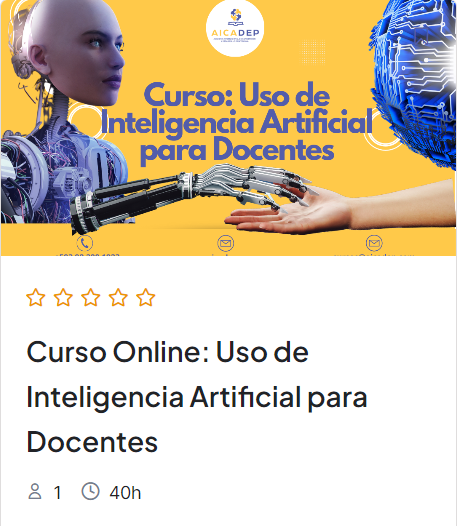 AICADEP
Curso: Uso de
Inteligencia Artificial
para Docentes
Curso Online: Uso de
Inteligencia Artificial para
Docentes
1 40h